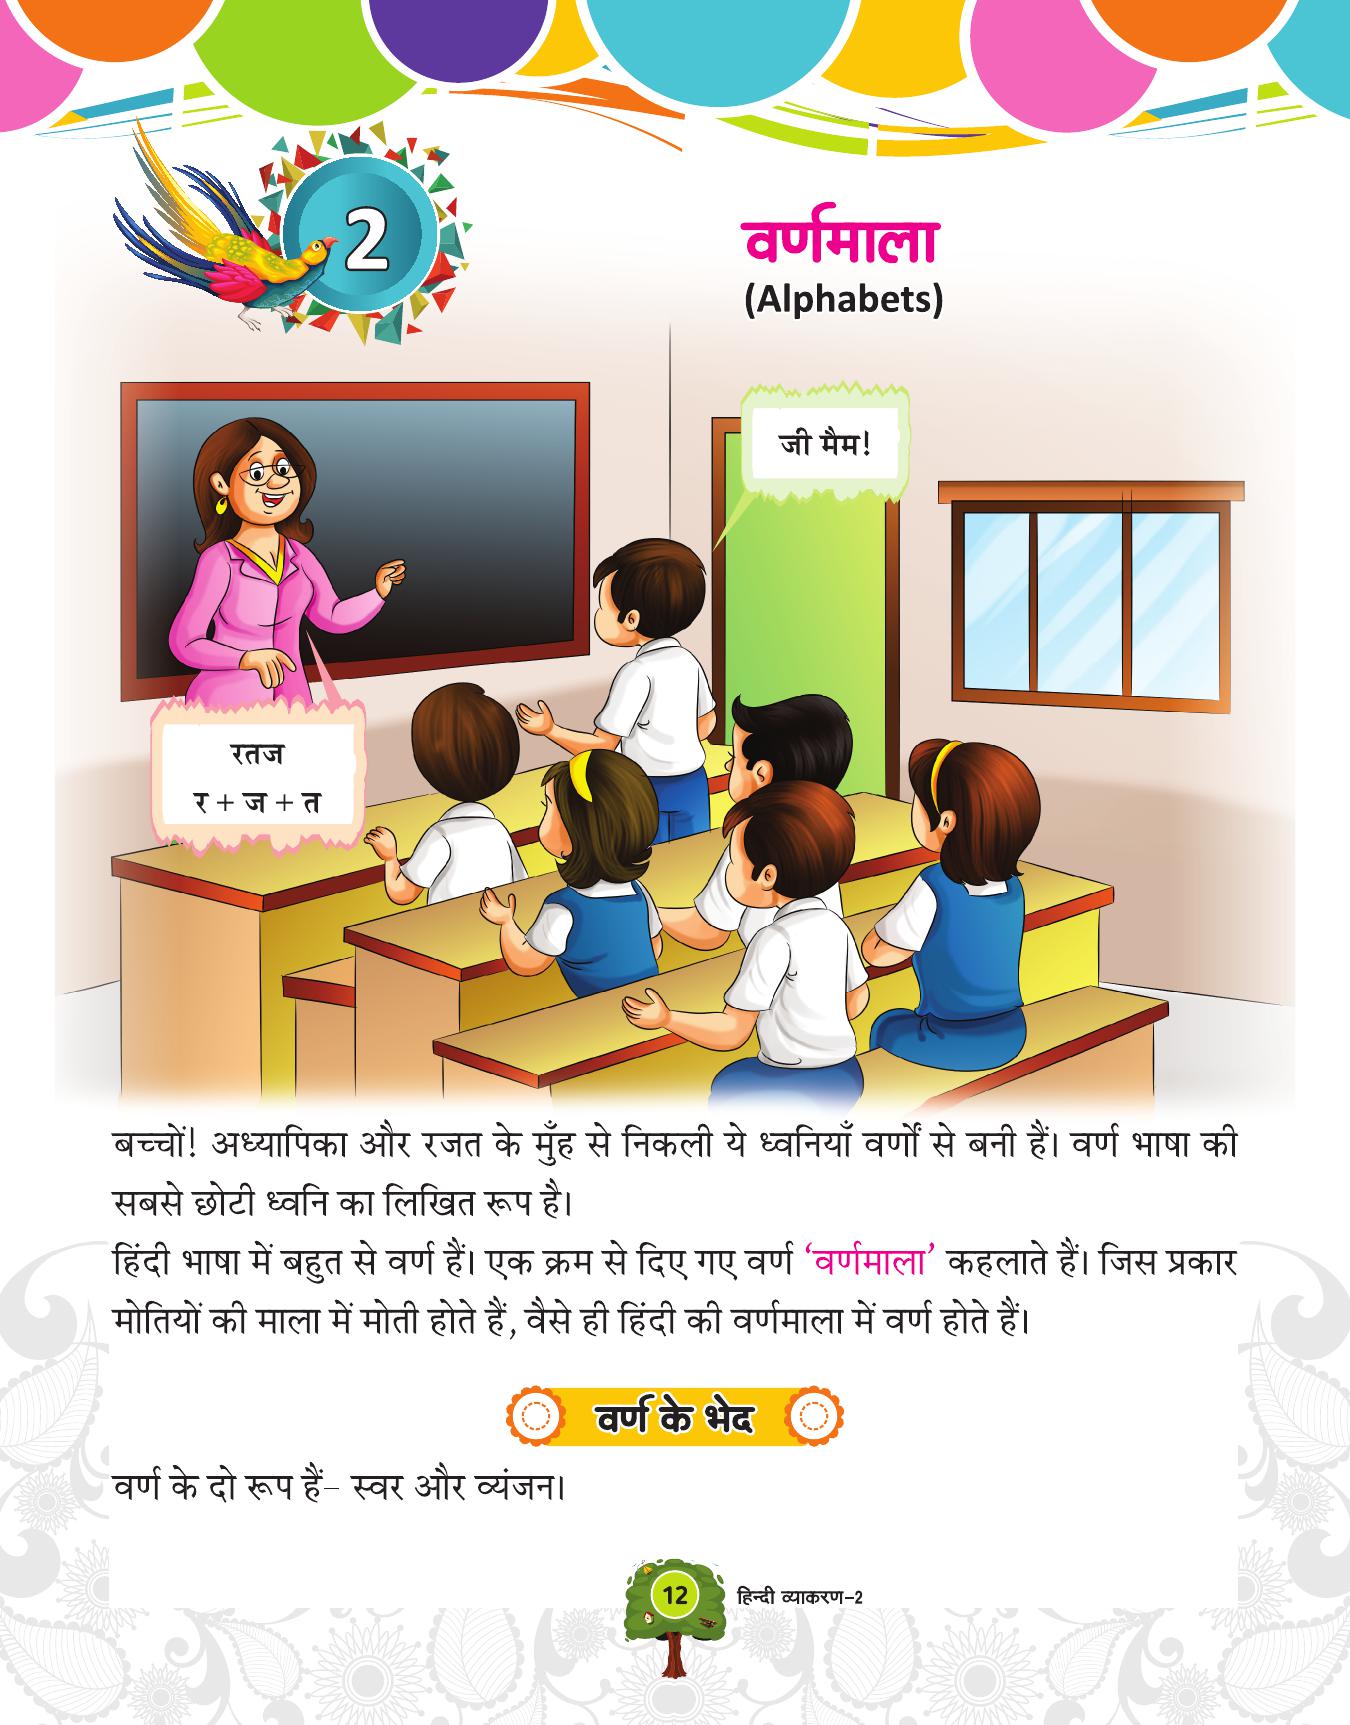 2
वर्णमाला
(Alphabets)
जी मैम!
रतज
र + ज + त
बच्चों! अध्यापिका और रजत के मुँह से निकली ये ध्वनियाँ वर्णों से बनी हैं। वर्ण भाषा की
सबसे छोटी ध्वनि का लिखित रूप है।
हिंदी भाषा में बहुत से वर्ण हैं। एक क्रम से दिए गए वर्ण ‘वर्णमाला’ कहलाते हैं। जिस प्रकार
मोतियों की माला में मोती होते हैं, वैसे ही हिंदी की वर्णमाला में वर्ण होते हैं।
वर्ण के भेद
वर्ण के दो रूप हैं– स्वर और व्यंजन।
12 हिन्दी व्याकरण–2